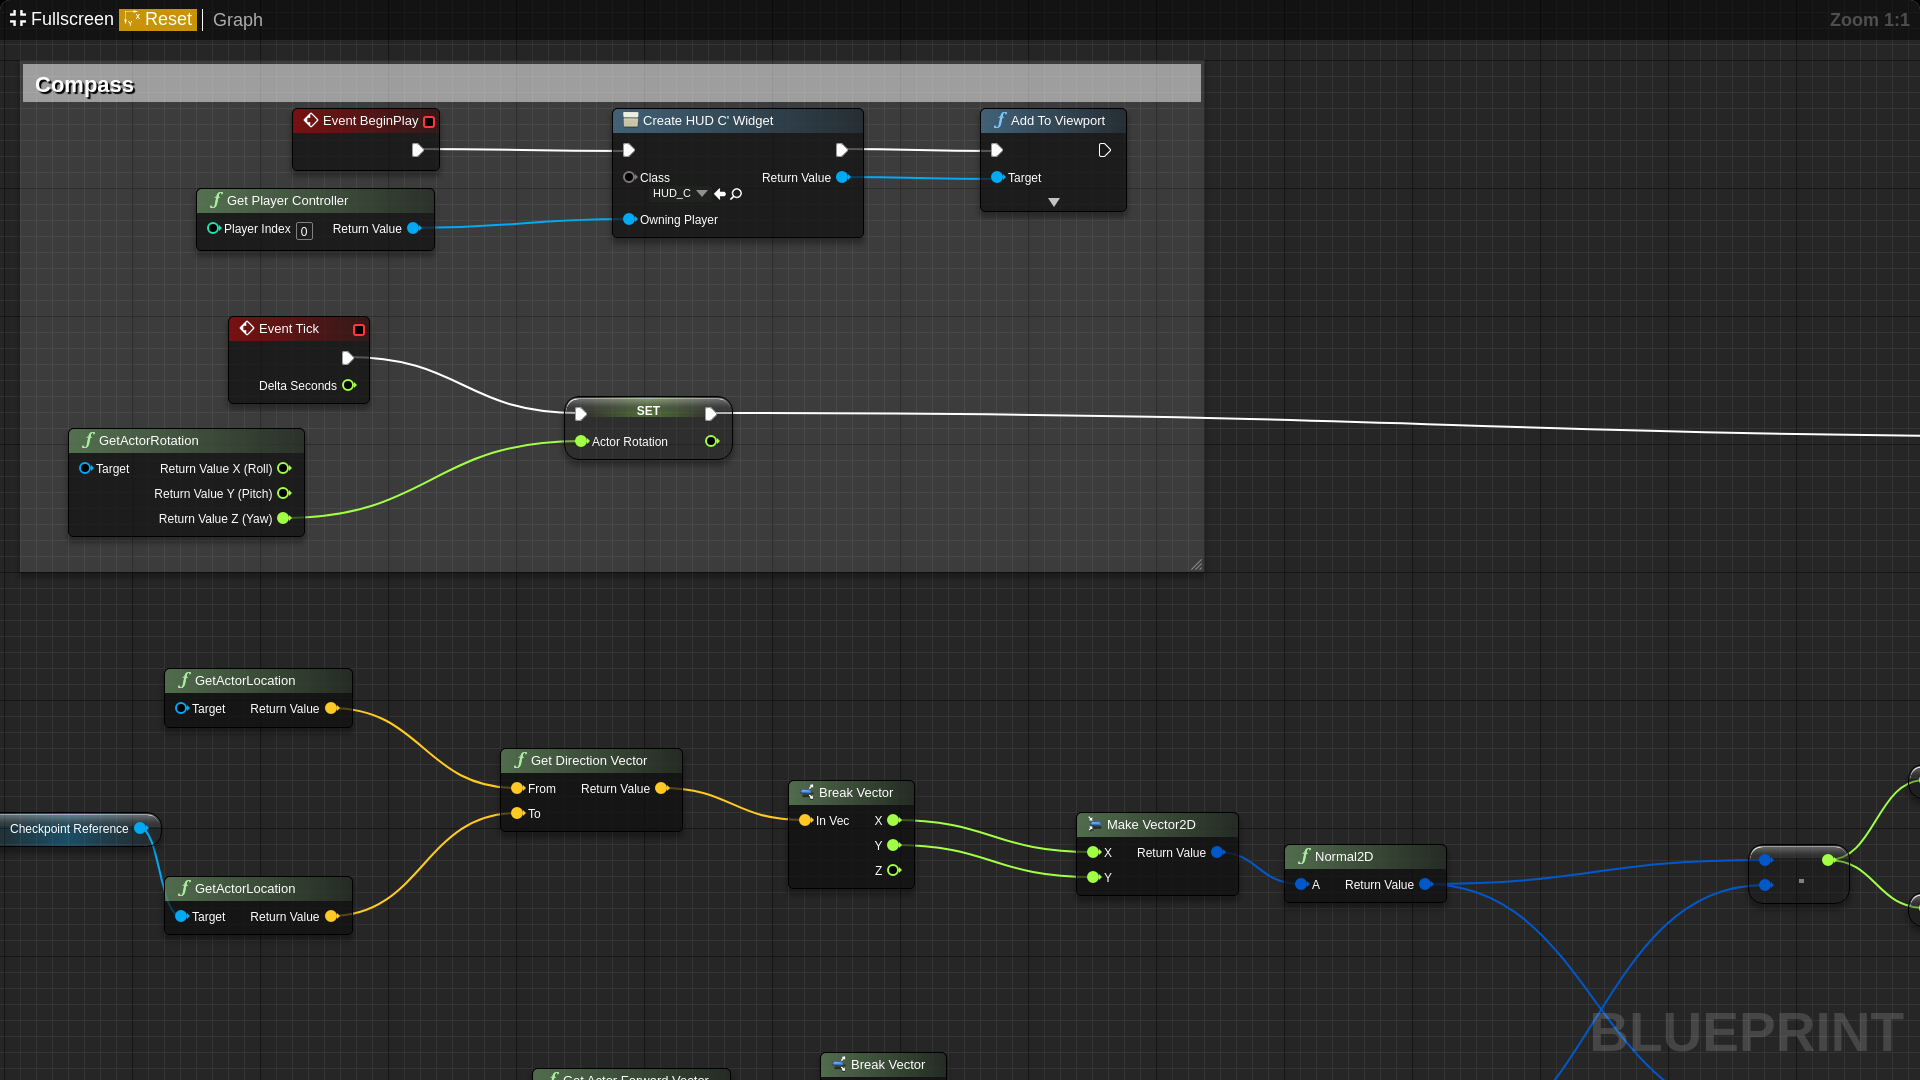 Fullscreen Reset Graph Zoom 1:1
Compass
Event BeginPlay
Create HUD C' Widget
Class
HUD_C
Return Value
Owning Player
Add To Viewport
Target
Get Player Controller
Player Index 0 Return Value
Event Tick
Delta Seconds
SET
Actor Rotation
GetActorRotation
Target Return Value X (Roll)
Return Value Y (Pitch)
Return Value Z (Yaw)
GetActorLocation
Target Return Value
Get Direction Vector
From Return Value
To
Break Vector
In Vec X
Y
Z
Make Vector2D
X Return Value
Y
Normal2D
A Return Value
Checkpoint Reference
GetActorLocation
Target Return Value
BLUEPRINT
Break Vector
Get Actor Forward Vector